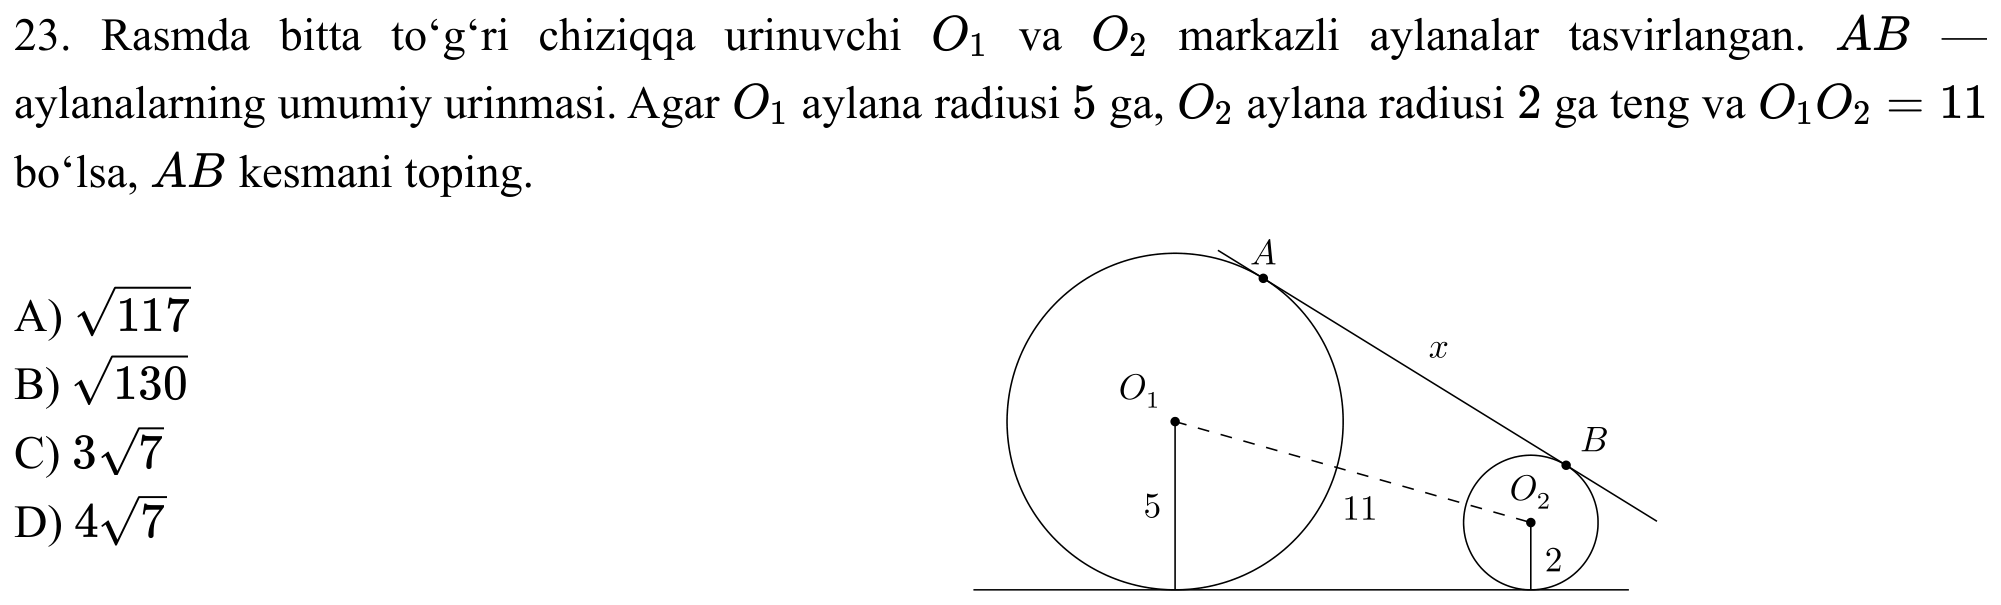 23. Rasmda bitta to‘g‘ri chiziqqa urinuvchi O₁ va O₂ markazli aylanalar tasvirlangan. AB —
aylanalarning umumiy urinmasi. Agar O₁ aylana radiusi 5 ga, O₂ aylana radiusi 2 ga teng va O₁O₂ = 11
bo‘lsa, AB kesmani toping.
A) √117
B) √130
C) 3√7
D) 4√7
A
x
O₁
B
O₂
5
11
2